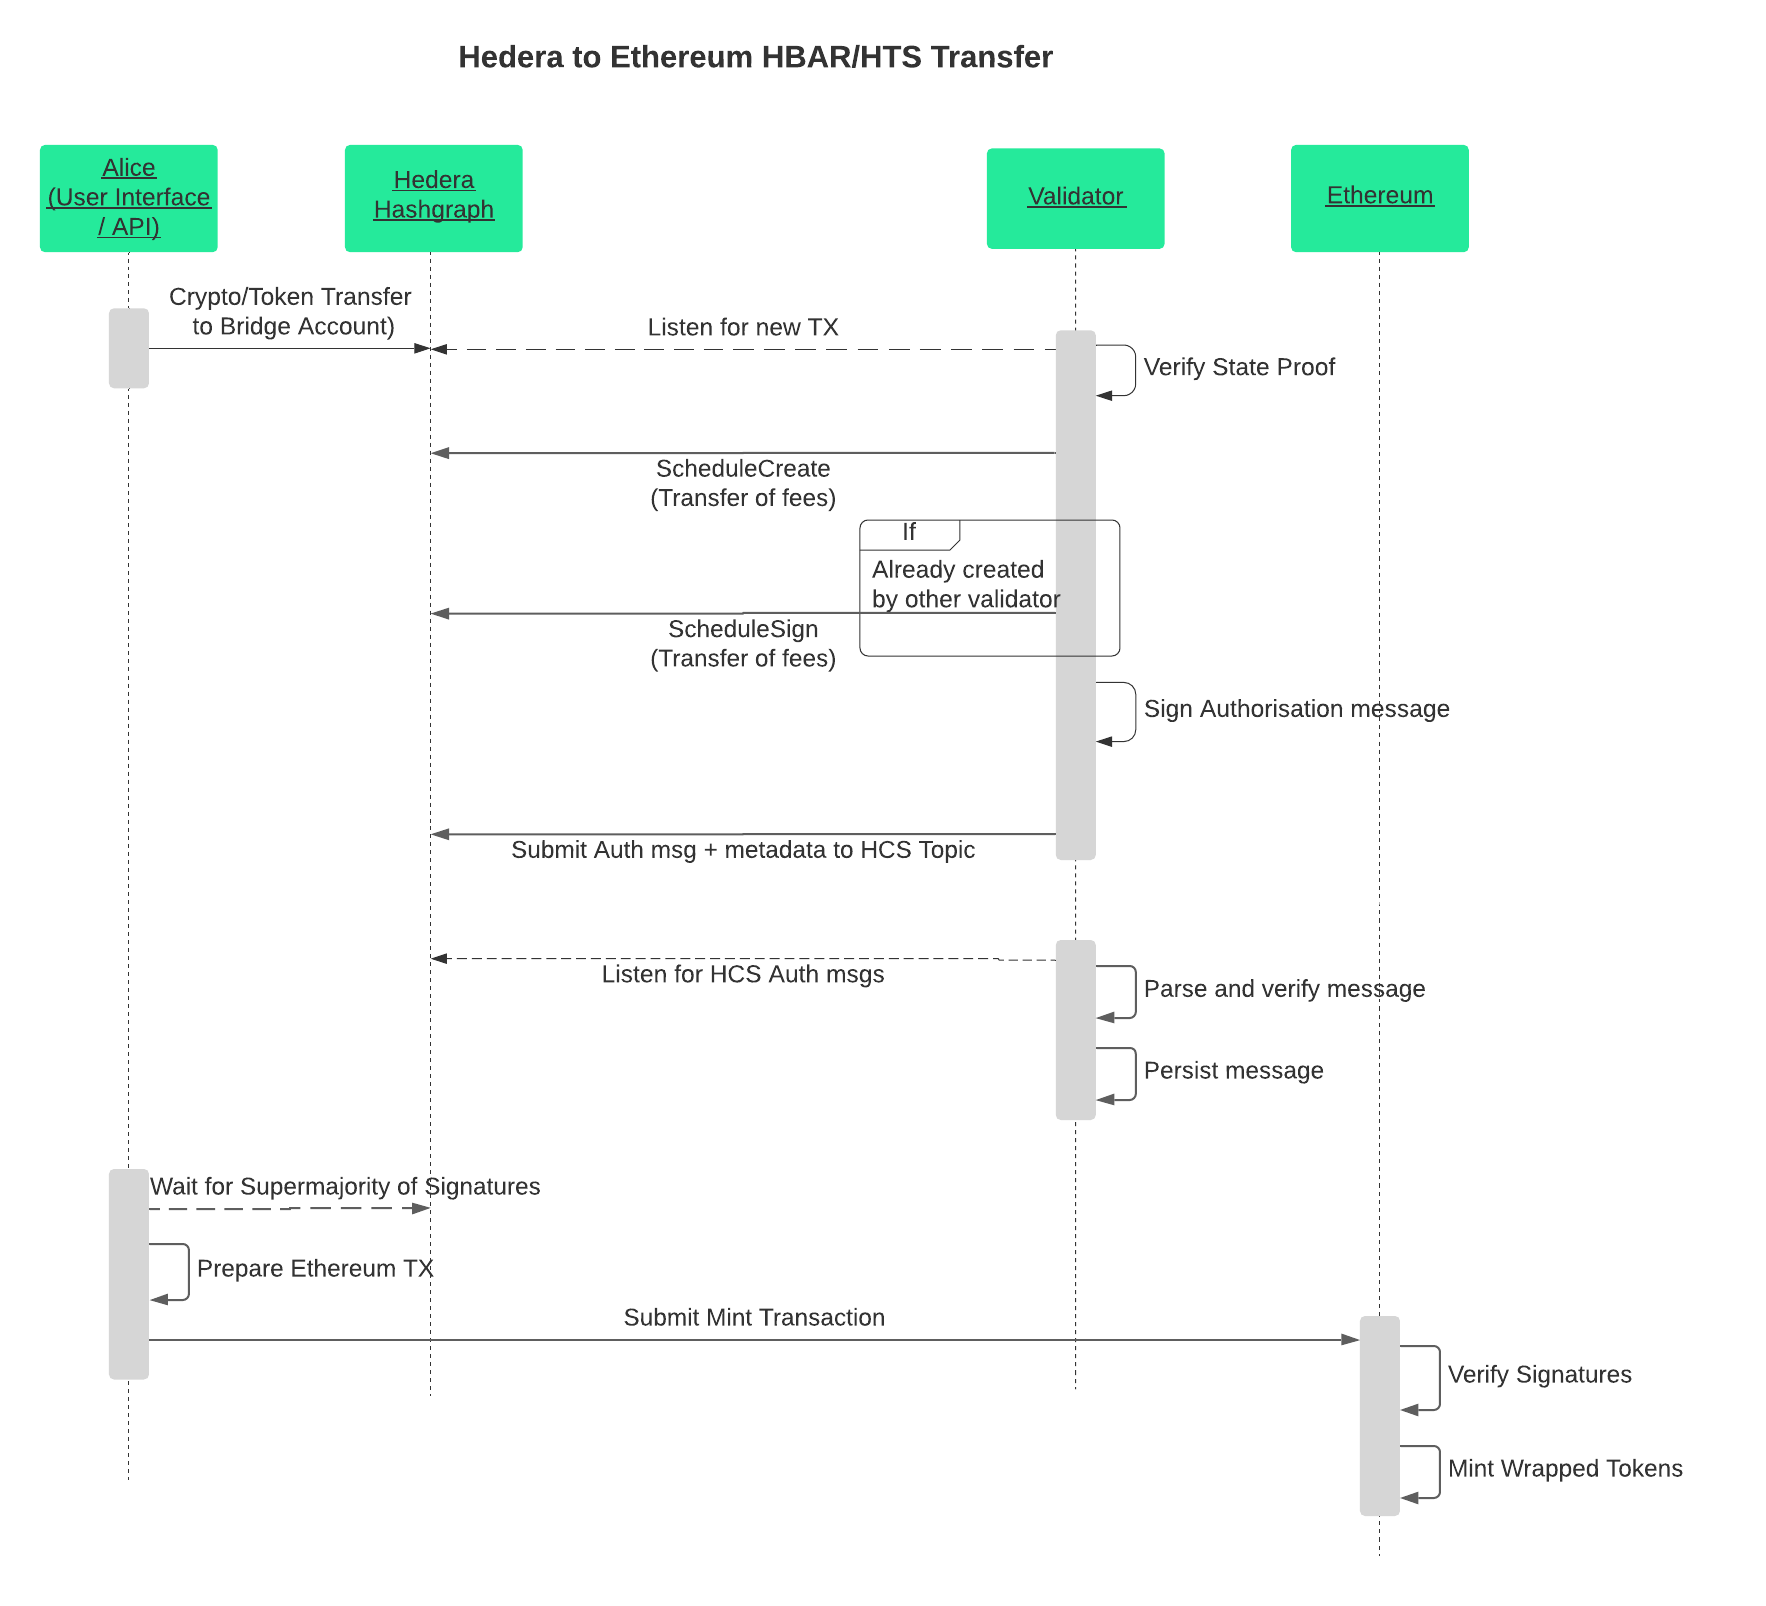 Hedera to Ethereum HBAR/HTS Transfer
Alice
(User Interface
/ API)
Hedera
Hashgraph
Validator
Ethereum
Crypto/Token Transfer
to Bridge Account)
Listen for new TX
Verify State Proof
ScheduleCreate
(Transfer of fees)
If
Already created
by other validator
ScheduleSign
(Transfer of fees)
Sign Authorisation message
Submit Auth msg + metadata to HCS Topic
Listen for HCS Auth msgs
Parse and verify message
Persist message
Wait for Supermajority of Signatures
Prepare Ethereum TX
Submit Mint Transaction
Verify Signatures
Mint Wrapped Tokens